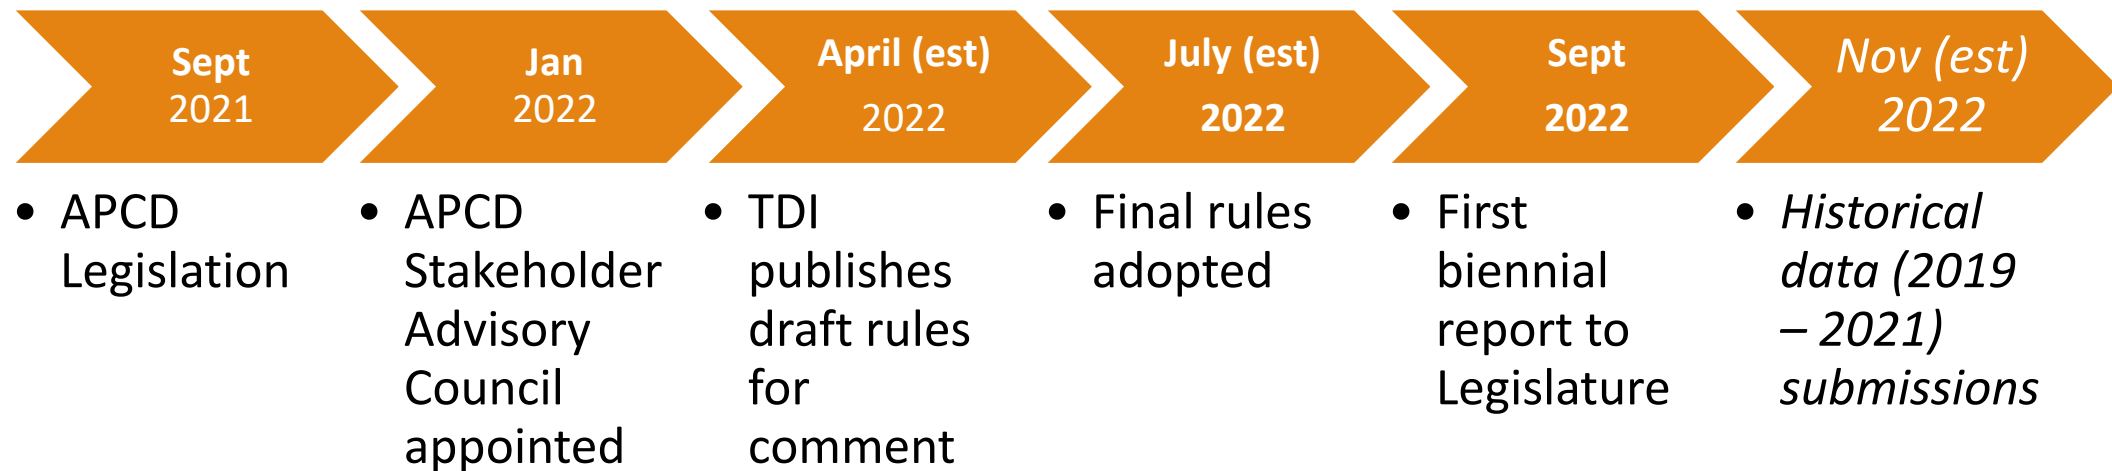 Sept
2021
Jan
2022
April (est)
2022
July (est)
2022
Sept
2022
Nov (est)
2022
• APCD
Legislation
• APCD
Stakeholder
Advisory
Council
appointed
• TDI
publishes
draft rules
for
comment
• Final rules
adopted
• First
biennial
report to
Legislature
• Historical
data (2019
– 2021)
submissions